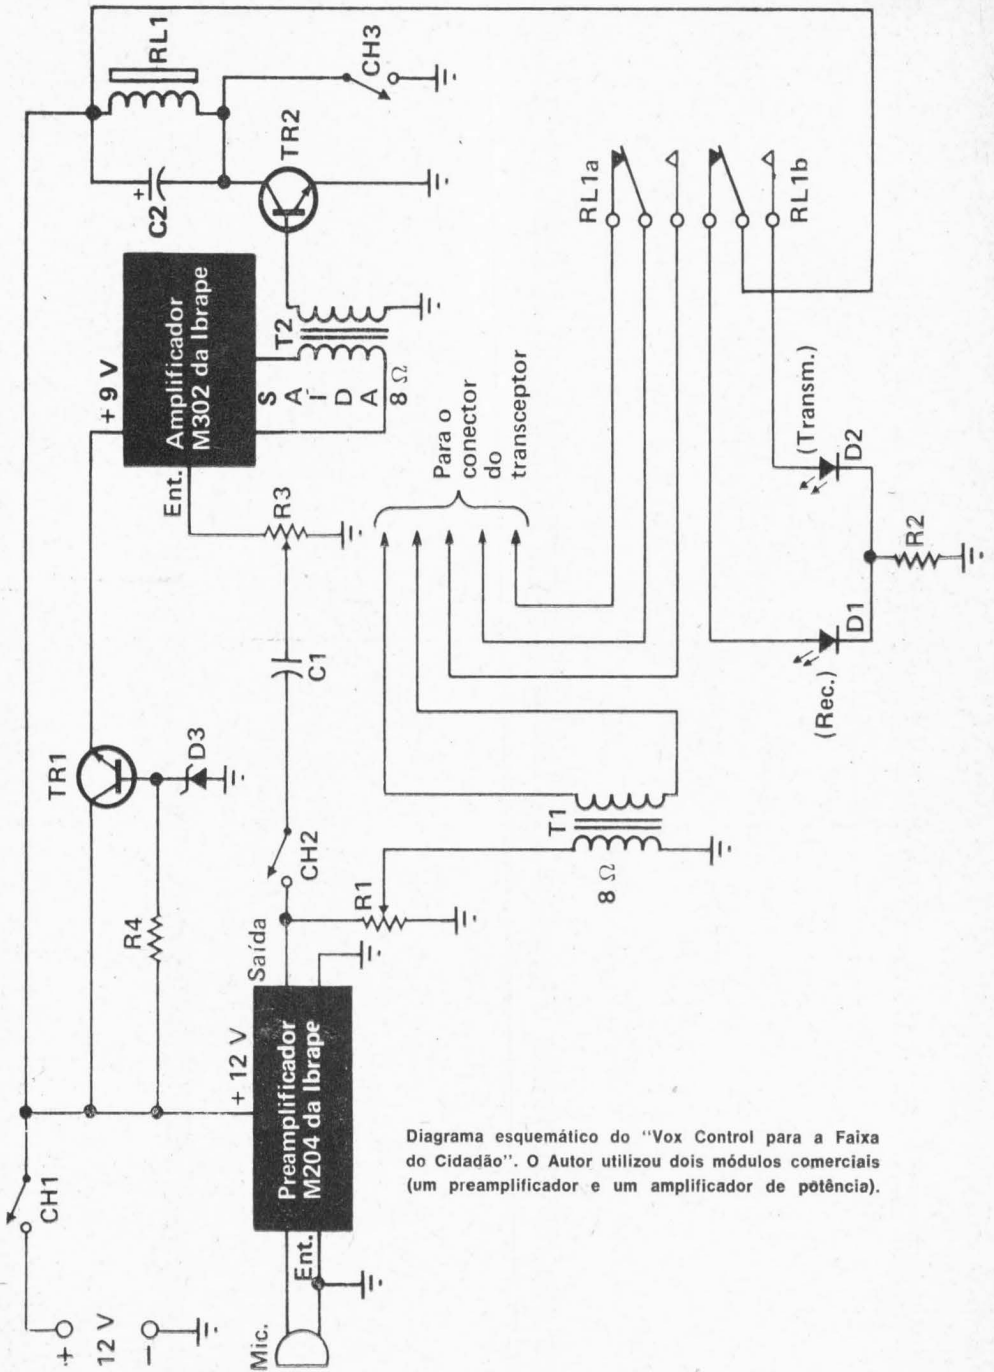 RL1
CH3
C2
+
TR2
+ 9 V
Amplificador
M302 da Ibrape
Ent.
SAÍDA
8 Ω
T2
R3
TR1
D3
R4
C1
CH2
R1
Saída
+ 12 V
Preamplificador
M204 da Ibrape
Ent.
Mic.
CH1
+
12 V
−
T1
8 Ω
Para o
conector
do
transceptor
RL1a
RL1b
(Transm.)
D2
(Rec.)
D1
R2
Diagrama esquemático do "Vox Control para a Faixa
do Cidadão". O Autor utilizou dois módulos comerciais
(um preamplificador e um amplificador de potência).